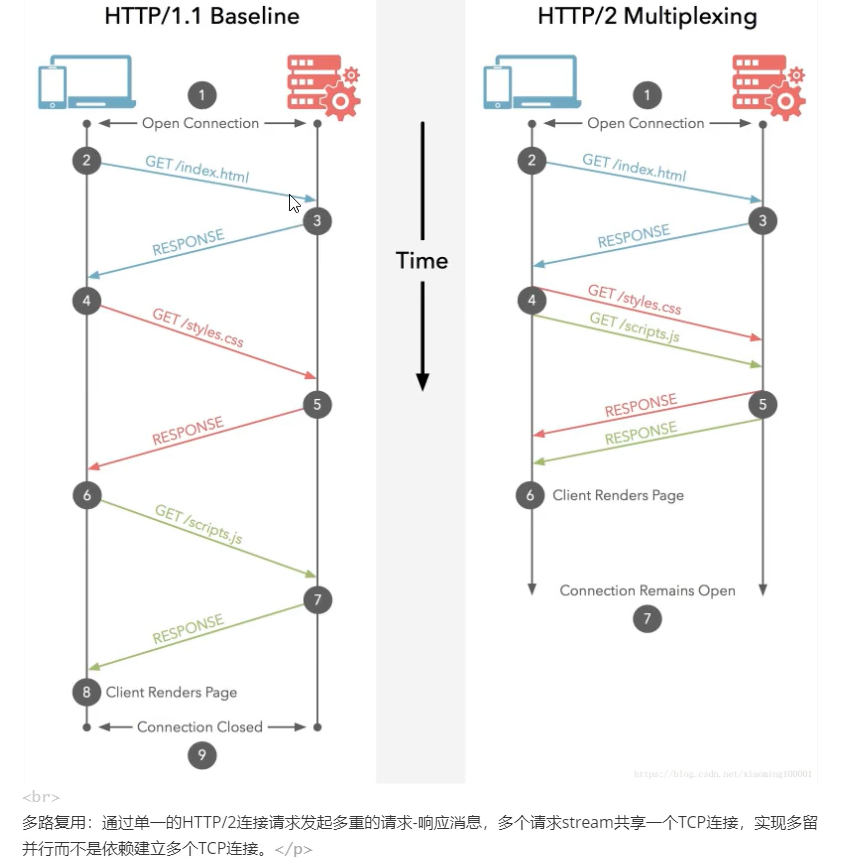 HTTP/1.1 Baseline
1
Open Connection
2
GET /index.html
3
RESPONSE
4
GET /styles.css
5
RESPONSE
6
GET /scripts.js
7
RESPONSE
8 Client Renders Page
Connection Closed
9
Time
HTTP/2 Multiplexing
1
Open Connection
2
GET /index.html
3
RESPONSE
4
GET /styles.css
GET /scripts.js
5
RESPONSE
RESPONSE
6 Client Renders Page
Connection Remains Open
7
https://blog.csdn.net/xiaoming100001
<br>
多路复用：通过单一的HTTP/2连接请求发起多重的请求-响应消息，多个请求stream共享一个TCP连接，实现多留
并行而不是依赖建立多个TCP连接。</p>